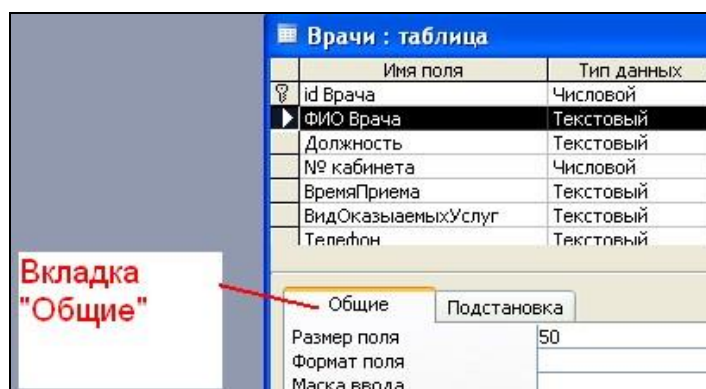 Врачи : таблица
Имя поля Тип данных
id Врача Числовой
ФИО Врача Текстовый
Должность Текстовый
№ кабинета Числовой
ВремяПриема Текстовый
ВидОказыаемыхУслуг Текстовый
Телефон Текстовый
Вкладка
"Общие"
Общие Подстановка
Размер поля 50
Формат поля
Маска ввода